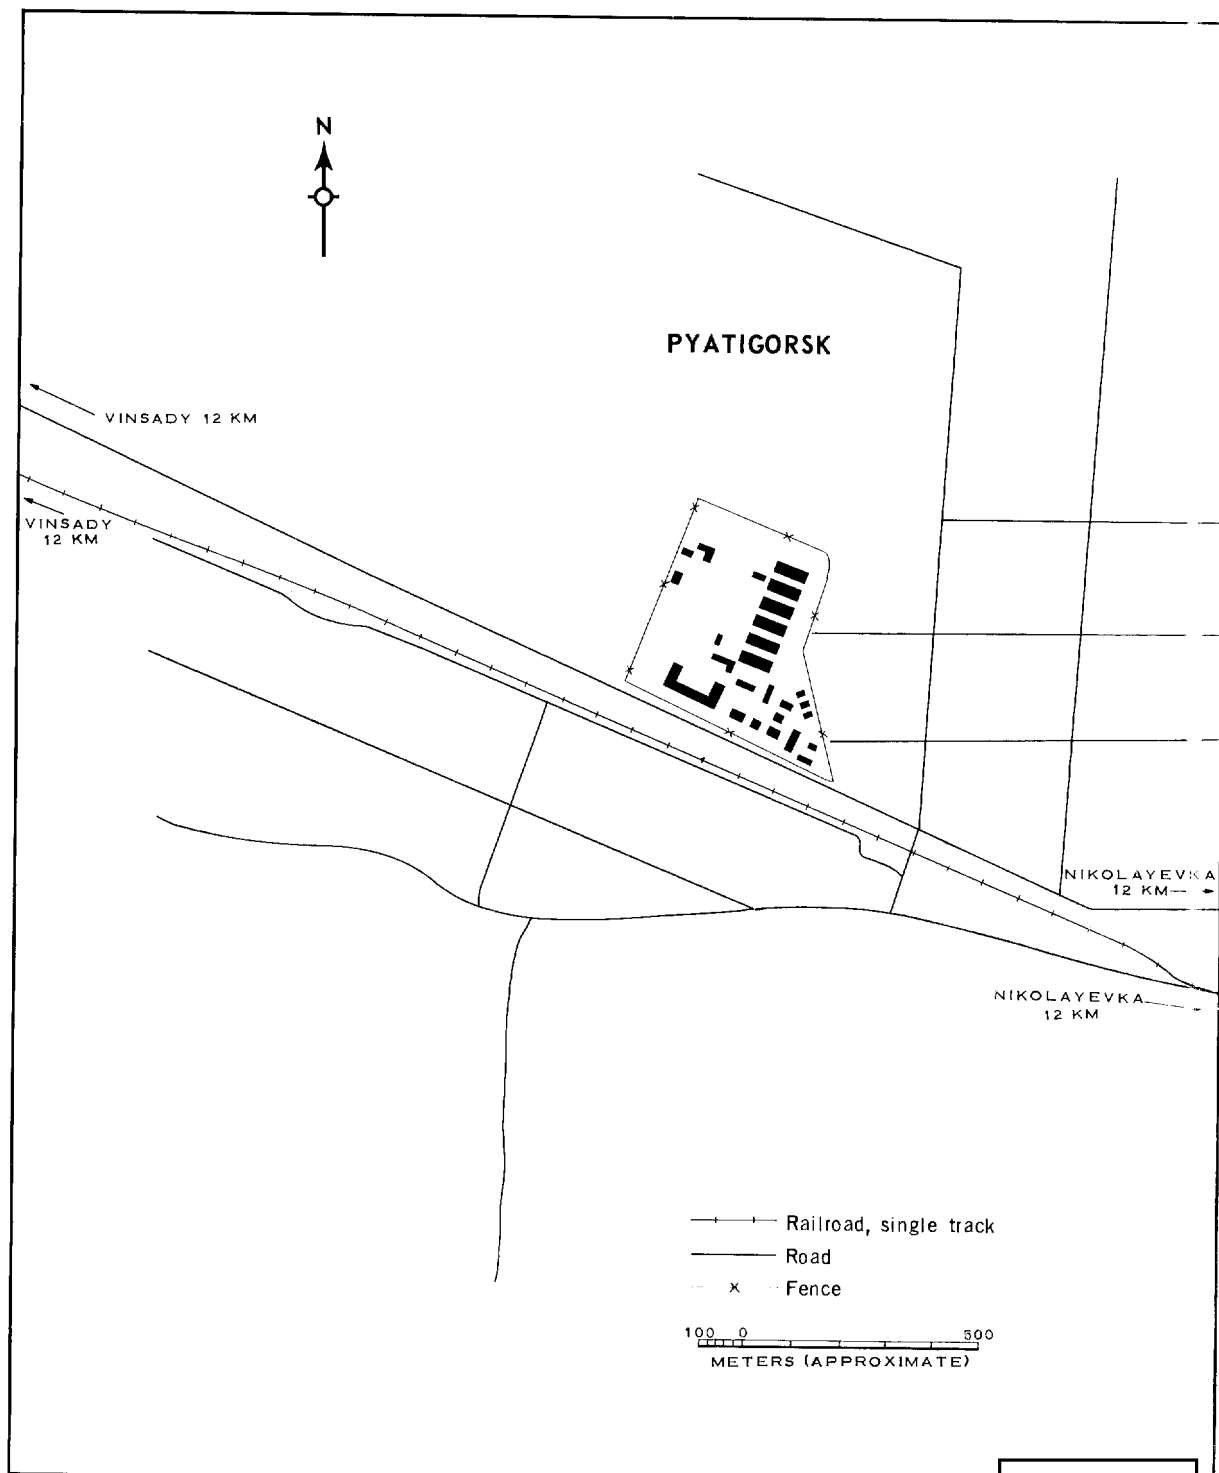 N
PYATIGORSK
VINSADY 12 KM
VINSADY
12 KM
NIKOLAYEVKA
12 KM
NIKOLAYEVKA
12 KM
Railroad, single track
Road
Fence
100 0 500
METERS (APPROXIMATE)